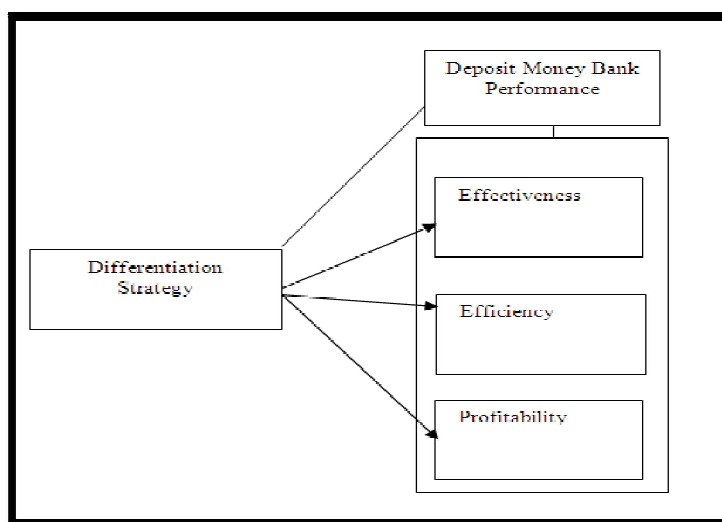 Deposit Money Bank
Performance
Effectiveness
Differentiation
Strategy
Efficiency
Profitability